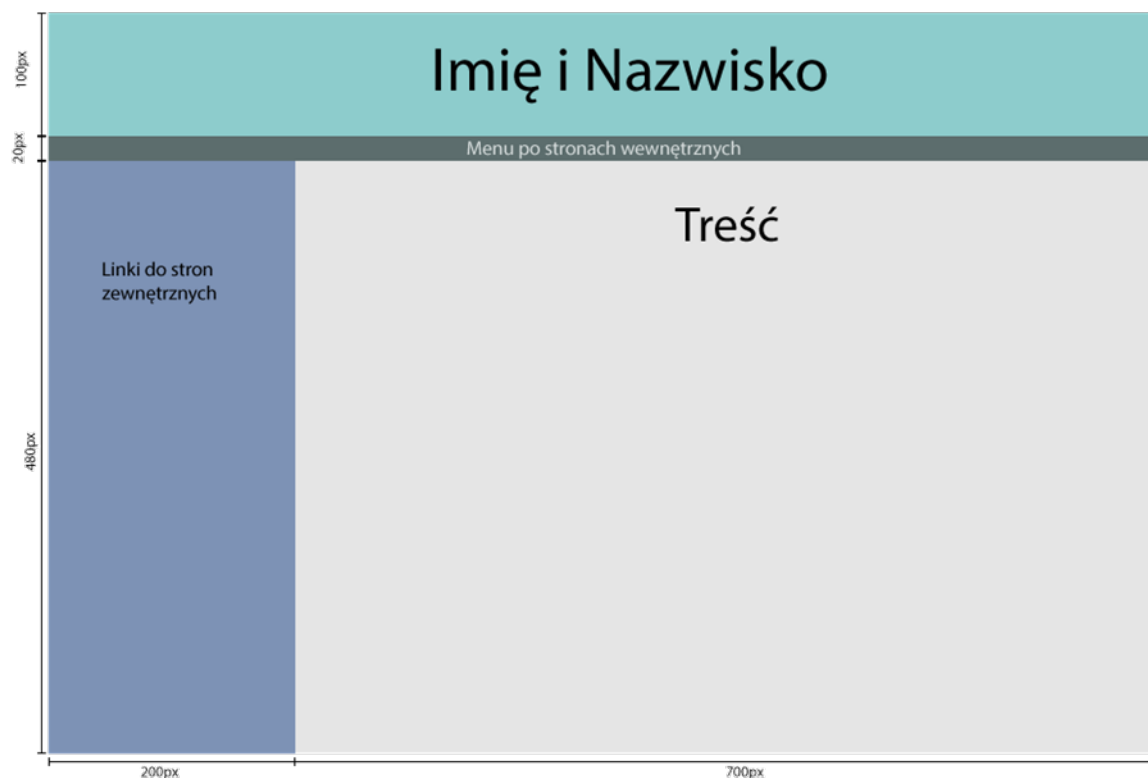 100px
Imię i Nazwisko
20px
Menu po stronach wewnętrznych
Treść
Linki do stron
zewnętrznych
480px
200px
700px